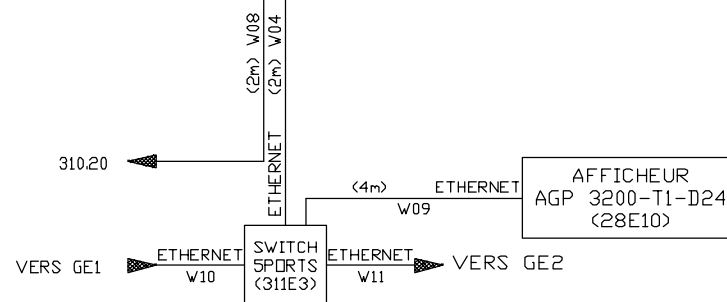 (2m) W08
(2m) W04
ETHERNET
310.20
(4m)
ETHERNET
W09
AFFICHEUR
AGP 3200-T1-D24
(28E10)
VERS GE1
ETHERNET
W10
SWITCH
5PORTS
(311E3)
ETHERNET
W11
VERS GE2